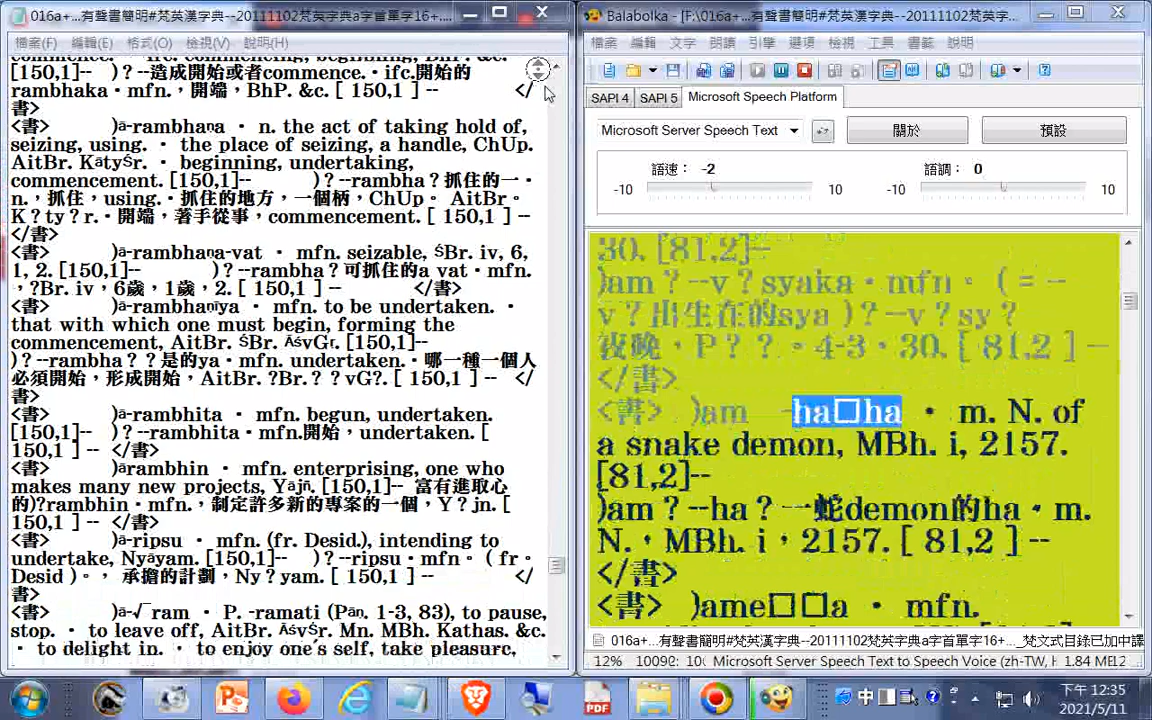 有聲書簡明#梵英漢字典--20111102梵英字典a字首單字16+...
檔案(F) 編輯(E) 格式(O) 檢視(V) 說明(H)
[150,1]--  )？--造成開始或者commence.‧ifc.開始的
rambhaka‧mfn.，開端，BhP. &c. [ 150,1 ] --  </
書>
<書>  )ā-rambhaṇa ‧ n. the act of taking hold of,
seizing, using. ‧ the place of seizing, a handle, ChUp.
AitBr. KātyŚr. ‧ beginning, undertaking,
commencement. [150,1]--  )？--rambha？抓住的一‧
n.，抓住，using.‧抓住的地方，一個柄，ChUp。 AitBr。
K？ty？r.‧開端，著手從事，commencement. [ 150,1 ] --
</書>
<書>  )ā-rambhaṇa-vat ‧ mfn. seizable, ŚBr. iv, 6,
1, 2. [150,1]--  )？--rambha？可抓住的a vat‧mfn.
，?Br. iv，6歲，1歲，2. [ 150,1 ] --  </書>
<書>  )ā-rambhaṇīya ‧ mfn. to be undertaken. ‧
that with which one must begin, forming the
commencement, AitBr. ŚBr. ĀśvGṛ. [150,1]--
)？--rambha？？是的ya‧mfn. undertaken.‧哪一種一個人
必須開始，形成開始，AitBr. ?Br.？？vG?. [ 150,1 ] --  </
書>
<書>  )ā-rambhita ‧ mfn. begun, undertaken.
[150,1]--  )？--rambhita‧mfn.開始，undertaken. [
150,1 ] --  </書>
<書>  )ārambhin ‧ mfn. enterprising, one who
makes many new projects, Yājñ. [150,1]-- 富有進取心
的)?rambhin‧mfn.，制定許多新的專案的一個，Y？jn. [
150,1 ] -- </書>
<書>  )ā-ripsu ‧ mfn. (fr. Desid.), intending to
undertake, Nyāyam. [150,1]--  )？--ripsu‧mfn。( fr。
Desid )。， 承擔的計劃，Ny？yam. [ 150,1 ] --  </
書>
<書>  )ā-√ ram ‧ P. -ramati (Pāṇ. 1-3, 83), to pause,
stop. ‧ to leave off, AitBr. ĀśvŚr. Mn. MBh. Kathas. &c.
‧ to delight in. ‧ to enjoy one's self, take pleasure,
Balabolka - [F:\016a+...有聲書簡明#梵英漢字典--20111102梵英字...
檔案 編輯 文字 朗讀 引擎 選項 檢視 工具 書籤 說明
SAPI 4 SAPI 5 Microsoft Speech Platform
Microsoft Server Speech Text 關於 預設
語速： -2 語調： 0
-10 10 -10 10
30. [81,2]--
)am？--v？syaka‧mfn。( = --
v？出生在的sya )？--v？sy？
夜晚，P？？。4-3，30. [ 81,2 ] --
</書>
<書>  )am -ha□ha ‧ m. N. of
a snake demon, MBh. i, 2157.
[81,2]--
)am？--ha？一蛇demon的ha‧m.
N.，MBh. i，2157. [ 81,2 ] --
</書>
<書>  )ame□□a ‧ mfn.
016a+...有聲書簡明#梵英漢字典--20111102梵英字典a字首單字16+..._梵文式目錄已加中譯
12% Microsoft Server Speech Text to Speech Voice (zh-TW, 1.84 ME
中
下午 12:35
2021/5/11
PDF